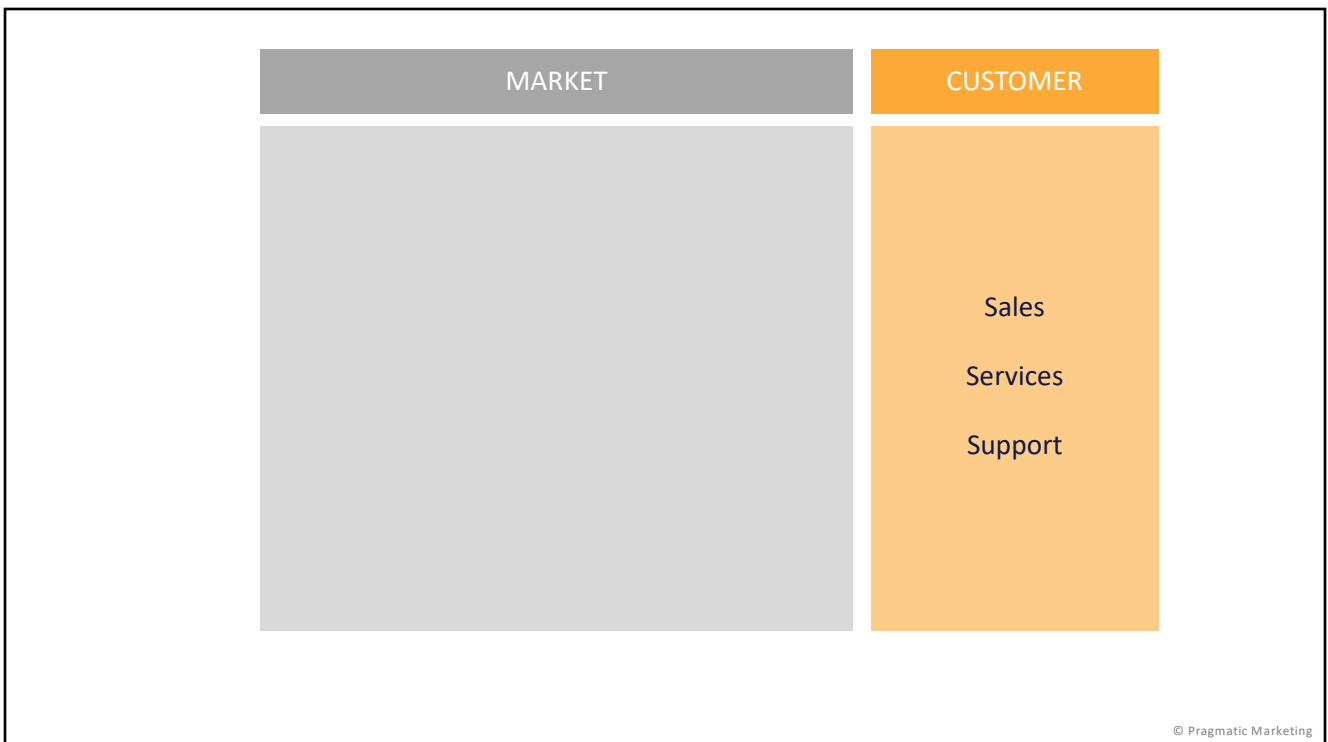 MARKET
CUSTOMER
Sales
Services
Support
© Pragmatic Marketing